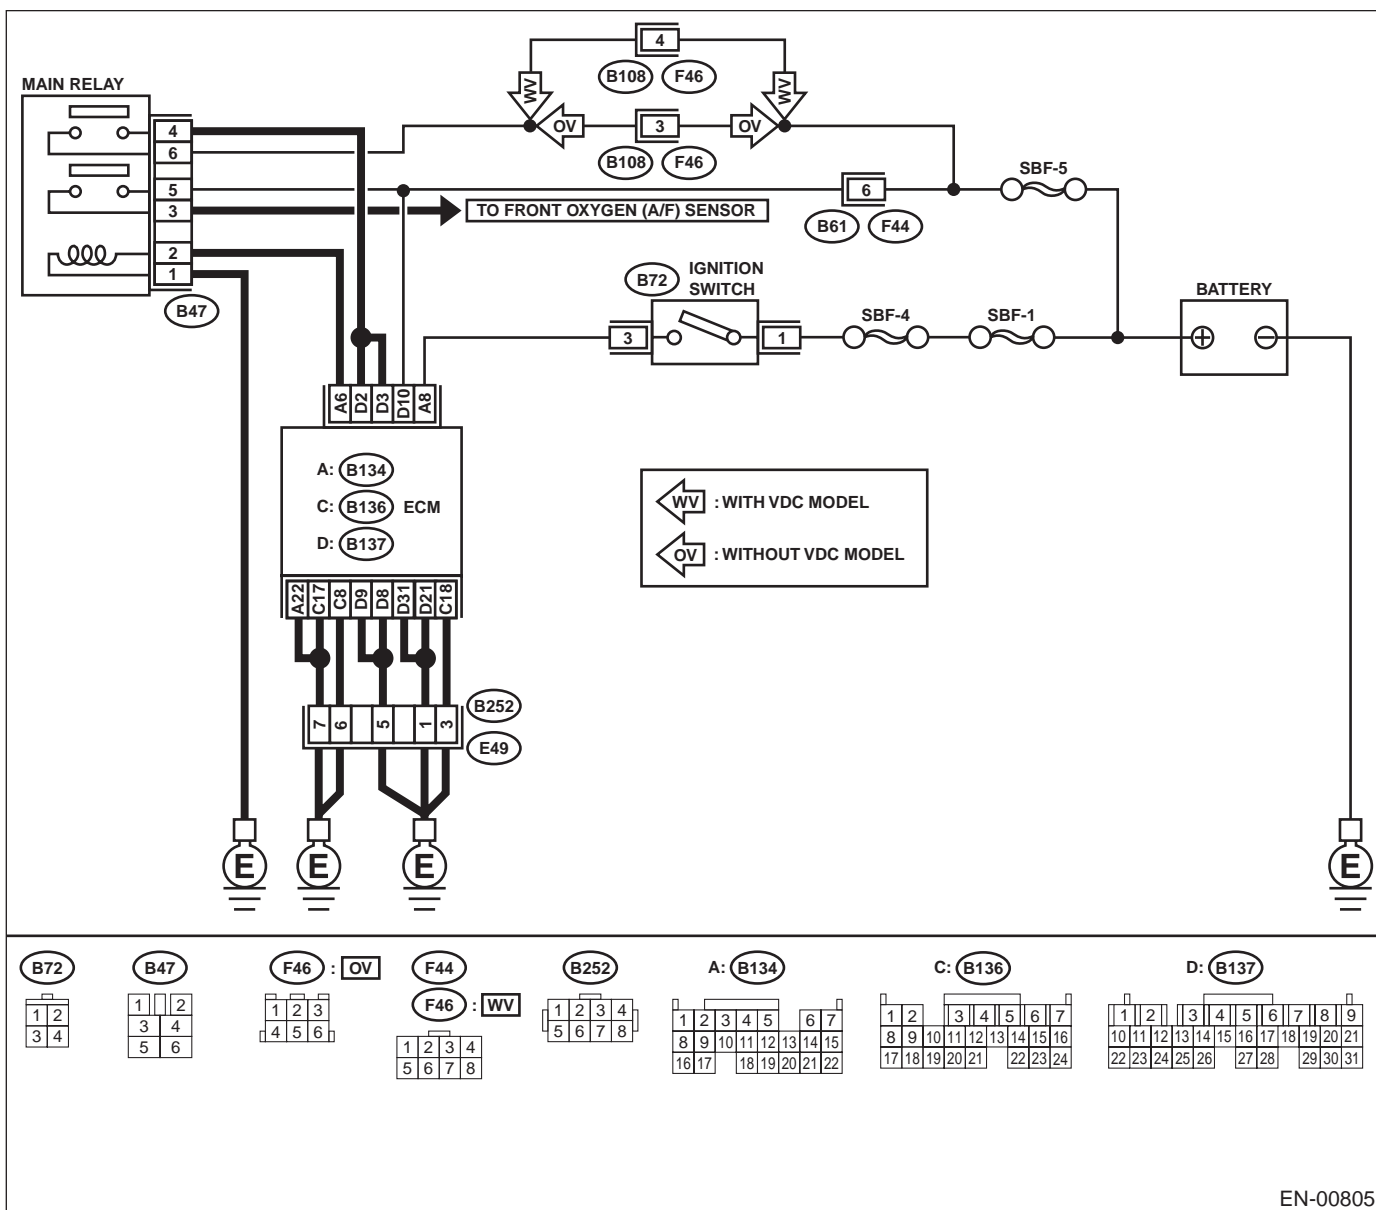 4
B108 F46
MAIN RELAY
WV WV
4
6
OV 3 OV
B108 F46
SBF-5
5
3
6
TO FRONT OXYGEN (A/F) SENSOR
B61 F44
2
1
B47
B72 IGNITION
SWITCH
BATTERY
3 1 SBF-4 SBF-1
A6 D2 D3 D10 A8
A: B134
C: B136 ECM
D: B137
WV : WITH VDC MODEL
OV : WITHOUT VDC MODEL
A22 C17 C8 D9 D8 D31 D21 C18
B252
7 6 5 1 3
E49
E E E E
B72 B47 F46 : OV F44 B252 A: B134 C: B136 D: B137
F46 : WV
1 2
3 4
1 2
3 4
5 6
1 2 3
4 5 6
1 2 3 4
5 6 7 8
1 2 3 4
5 6 7 8
1 2 3 4 5 6 7
8 9 10 11 12 13 14 15
16 17 18 19 20 21 22
1 2 3 4 5 6 7
8 9 10 11 12 13 14 15 16
17 18 19 20 21 22 23 24
1 2 3 4 5 6 7 8 9
10 11 12 13 14 15 16 17 18 19 20 21
22 23 24 25 26 27 28 29 30 31
EN-00805